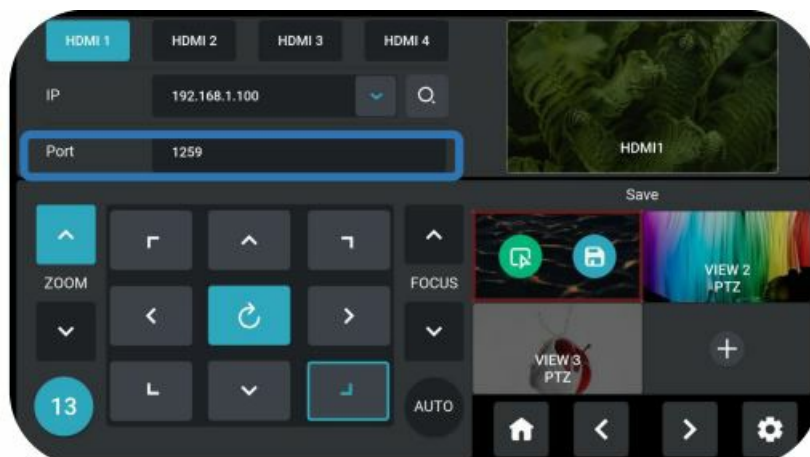 HDMI 1 HDMI 2 HDMI 3 HDMI 4
IP 192.168.1.100
Port 1259
HDMI1
Save
ZOOM
FOCUS
13
AUTO
VIEW 2
PTZ
VIEW 3
PTZ